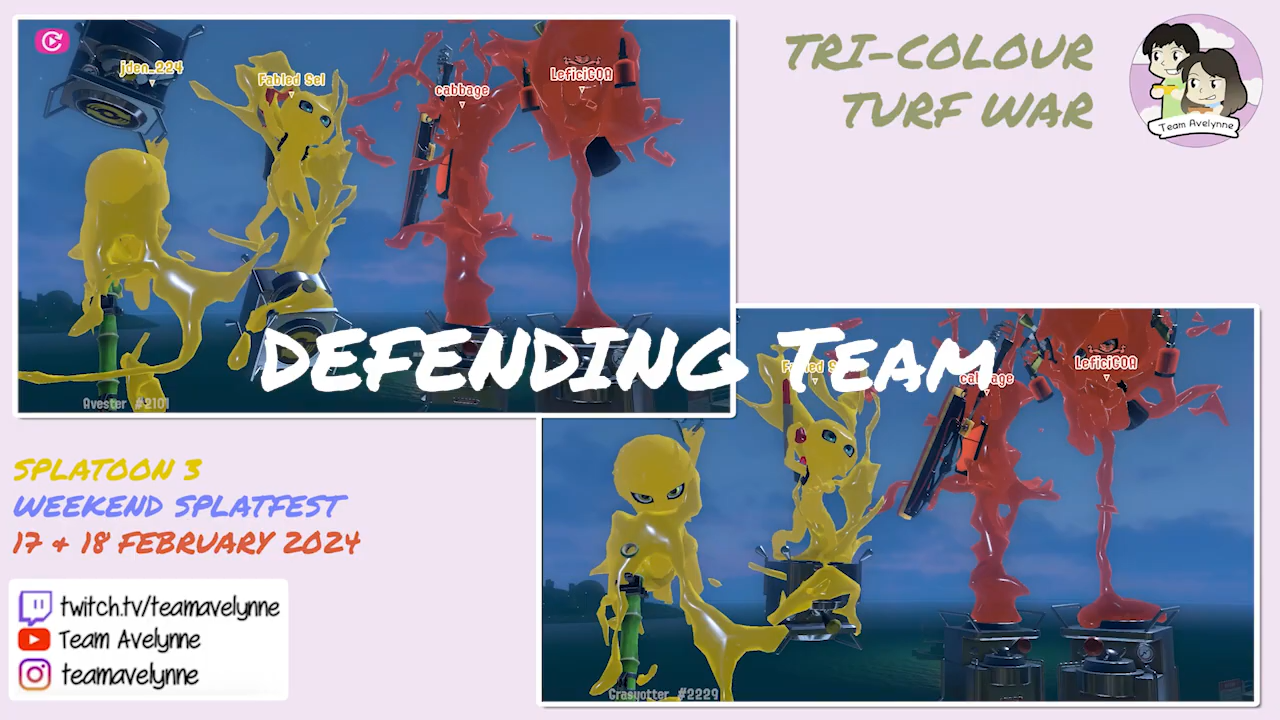 TRI-COLOUR
TURF WAR
Team Avelynne
jden_224
Fabled Sel
cabbage
LeficiGOA
DEFENDING TEAM
cabbage
LeficiGOA
Avester #2101
SPLATOON 3
WEEKEND SPLATFEST
17 & 18 FEBRUARY 2024
twitch.tv/teamavelynne
Team Avelynne
teamavelynne
Crasyotter #2229